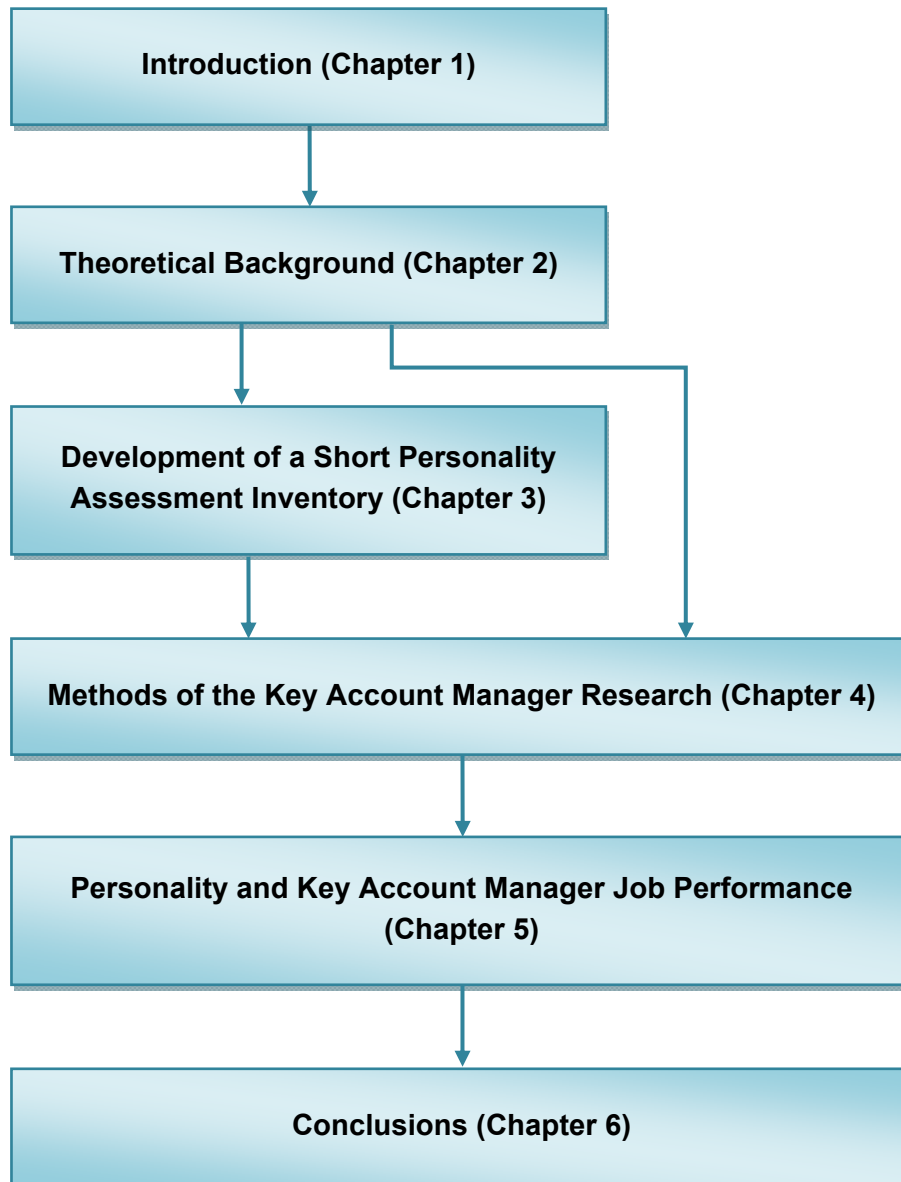 Introduction (Chapter 1)
Theoretical Background (Chapter 2)
Development of a Short Personality
Assessment Inventory (Chapter 3)
Methods of the Key Account Manager Research (Chapter 4)
Personality and Key Account Manager Job Performance
(Chapter 5)
Conclusions (Chapter 6)